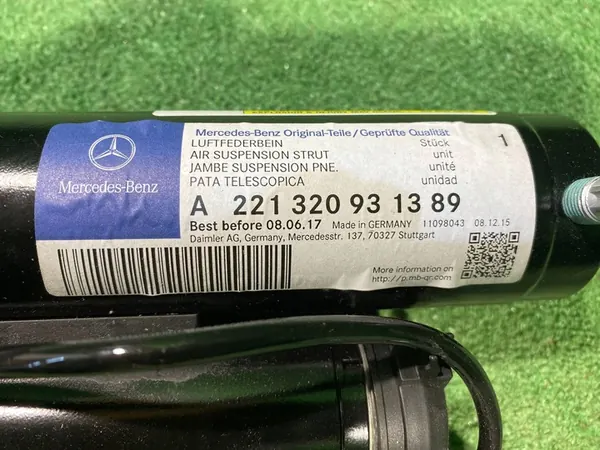 Mercedes-Benz Original-Teile/Geprüfte Qualität
LUFTFEDERBEIN Stück 1
AIR SUSPENSION STRUT unit
JAMBE SUSPENSION PNE. unité
PATA TELESCOPICA unidad
Mercedes-Benz
A 221 320 93 13 89
Best before 08.06.17 Made in GERMANY 11098043 08.12.15
Daimler AG, Germany, Mercedesstr. 137, 70327 Stuttgart
More information on
http://p.mb-qr.com/